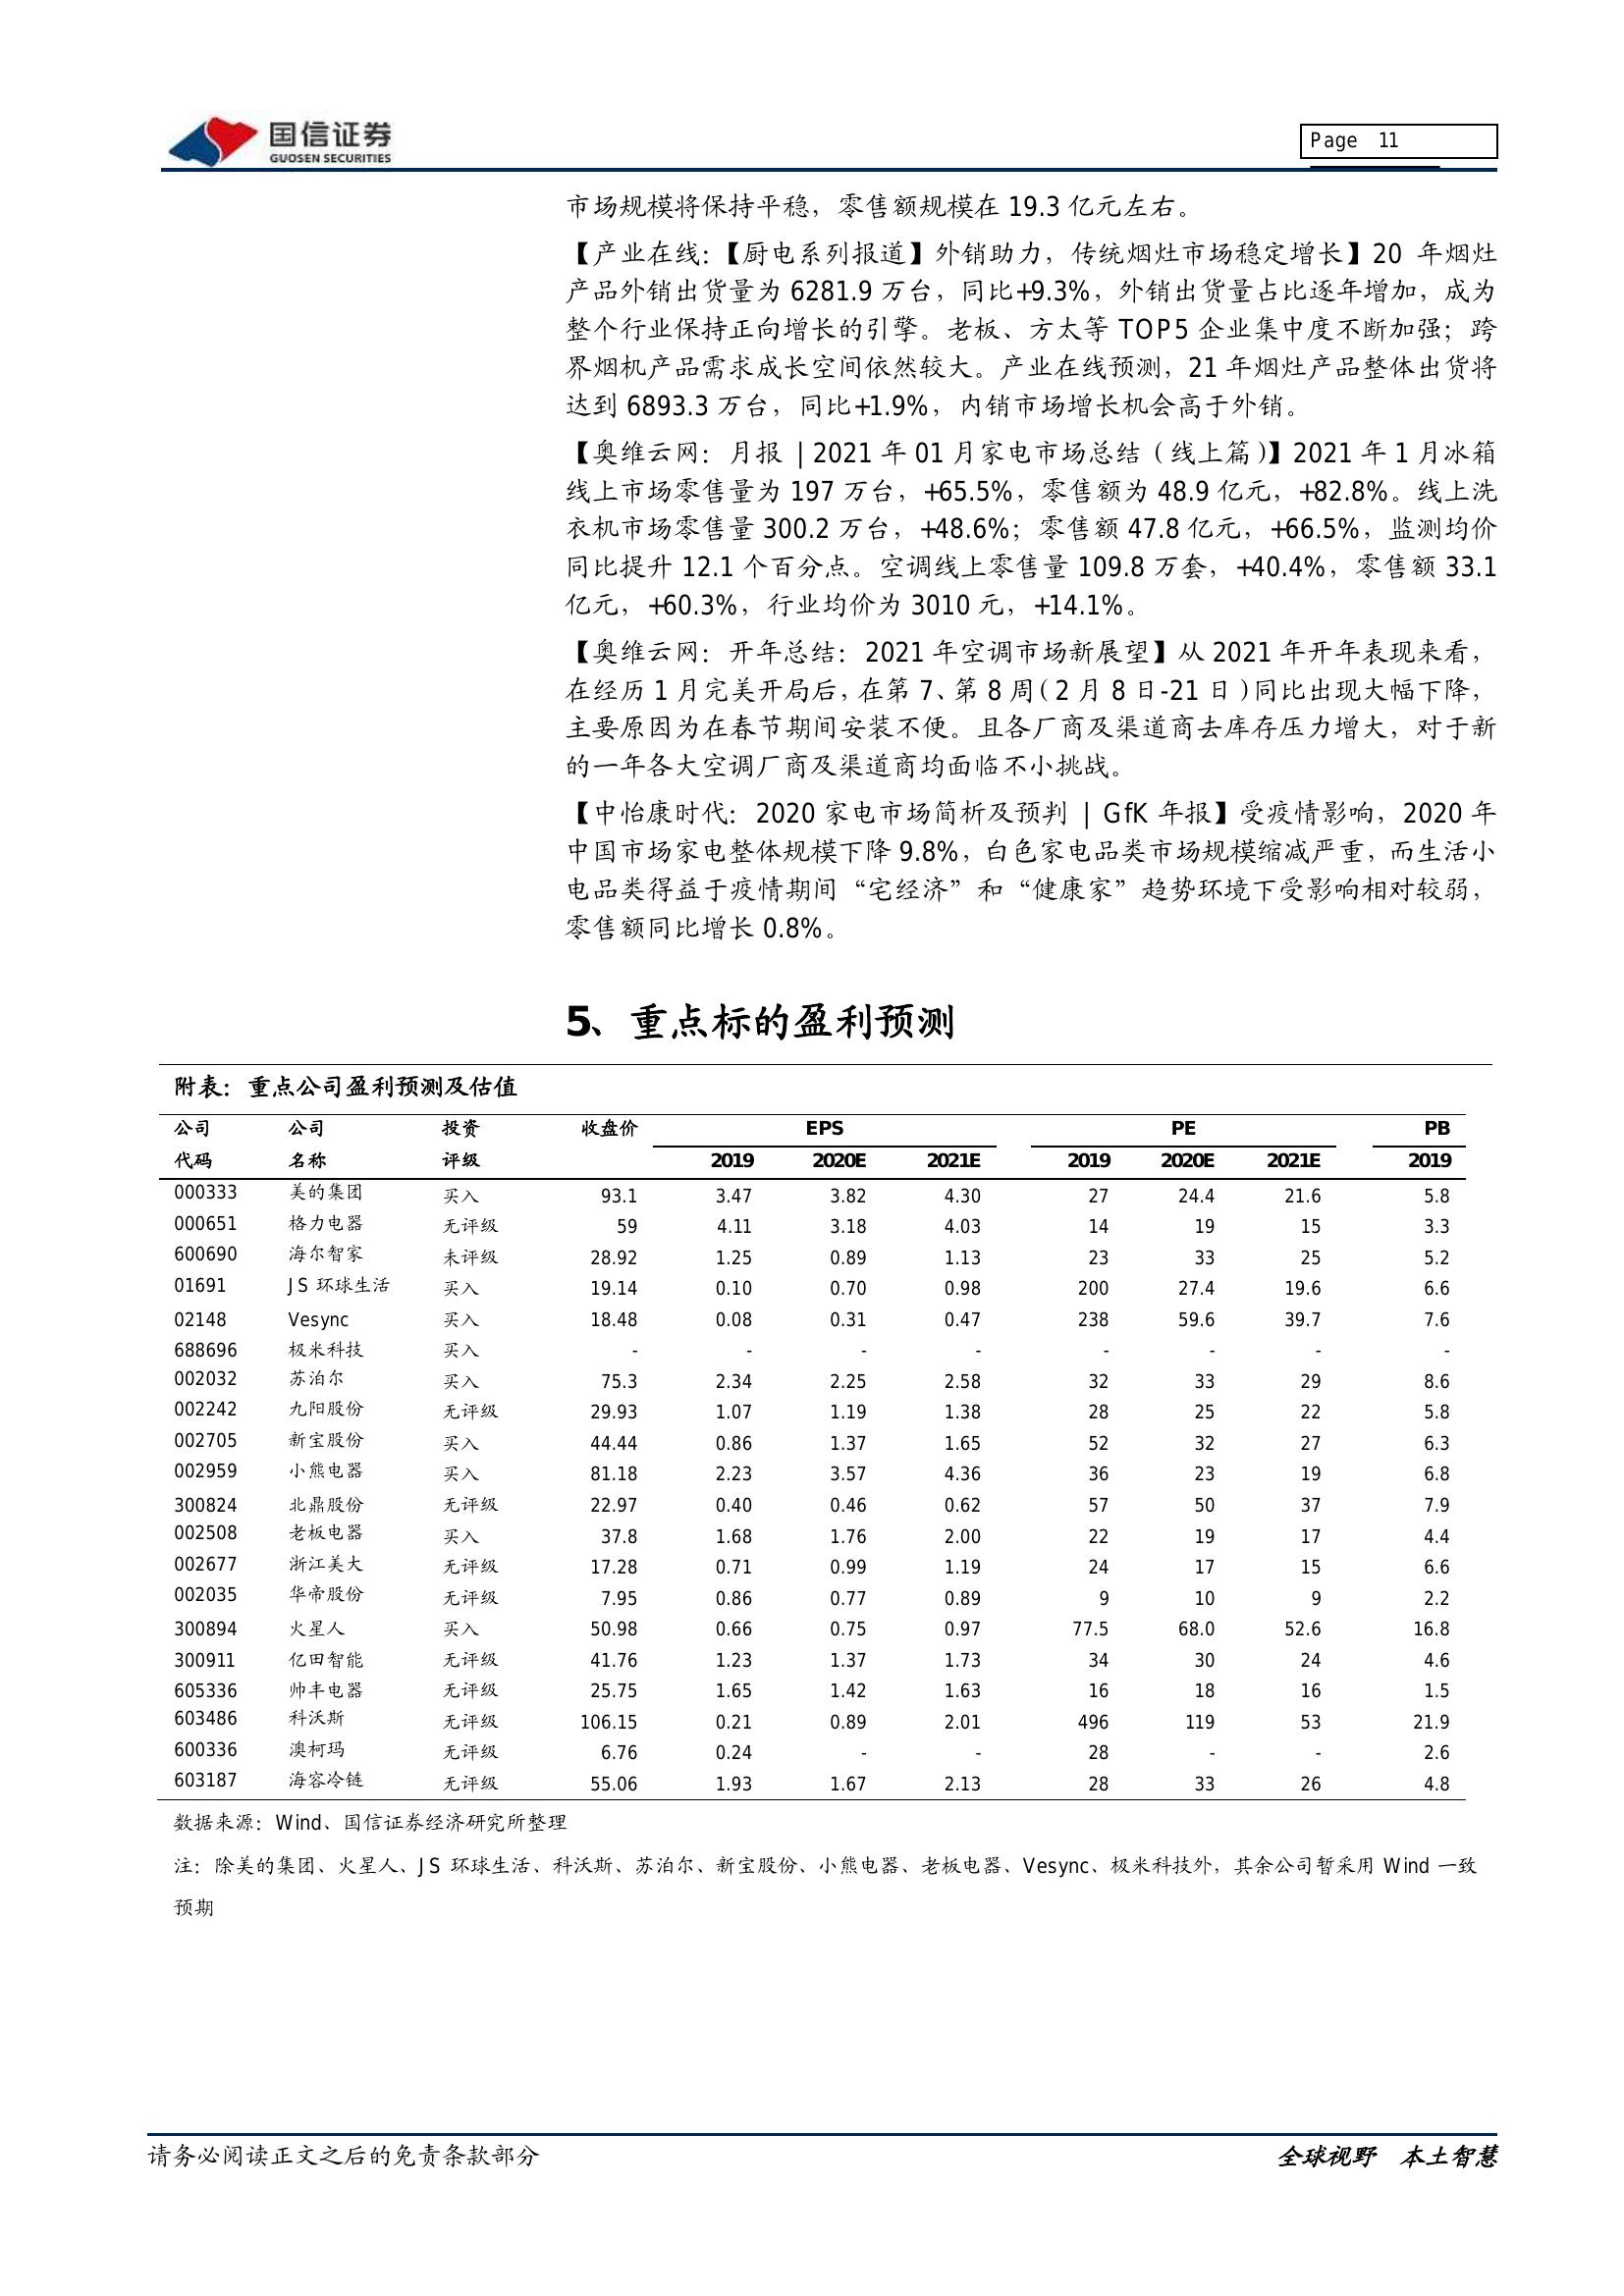 国信证券
GUOSEN SECURITIES
Page 11
市场规模将保持平稳，零售额规模在 19.3 亿元左右。
【产业在线：【厨电系列报道】外销助力，传统烟灶市场稳定增长】20 年烟灶
产品外销出货量为 6281.9 万台，同比+9.3%，外销出货量占比逐年增加，成为
整个行业保持正向增长的引擎。老板、方太等 TOP5 企业集中度不断加强；跨
界烟机产品需求成长空间依然较大。产业在线预测，21 年烟灶产品整体出货将
达到 6893.3 万台，同比+1.9%，内销市场增长机会高于外销。
【奥维云网：月报 | 2021 年 01 月家电市场总结（线上篇）】2021 年 1 月冰箱
线上市场零售量为 197 万台，+65.5%，零售额为 48.9 亿元，+82.8%。线上洗
衣机市场零售量 300.2 万台，+48.6%；零售额 47.8 亿元，+66.5%，监测均价
同比提升 12.1 个百分点。空调线上零售量 109.8 万套，+40.4%，零售额 33.1
亿元，+60.3%，行业均价为 3010 元，+14.1%。
【奥维云网：开年总结：2021 年空调市场新展望】从 2021 年开年表现来看，
在经历 1 月完美开局后，在第 7、第 8 周（2 月 8 日-21 日）同比出现大幅下降，
主要原因为在春节期间安装不便。且各厂商及渠道商去库存压力增大，对于新
的一年各大空调厂商及渠道商均面临不小挑战。
【中怡康时代：2020 家电市场简析及预判 | GfK 年报】受疫情影响，2020 年
中国市场家电整体规模下降 9.8%，白色家电品类市场规模缩减严重，而生活小
电品类得益于疫情期间“宅经济”和“健康家”趋势环境下受影响相对较弱，
零售额同比增长 0.8%。
5、重点标的盈利预测
附表：重点公司盈利预测及估值
公司 公司 投资 收盘价 EPS PE PB
代码 名称 评级 2019 2020E 2021E 2019 2020E 2021E 2019
000333 美的集团 买入 93.1 3.47 3.82 4.30 27 24.4 21.6 5.8
000651 格力电器 无评级 59 4.11 3.18 4.03 14 19 15 3.3
600690 海尔智家 未评级 28.92 1.25 0.89 1.13 23 33 25 5.2
01691 JS 环球生活 买入 19.14 0.10 0.70 0.98 200 27.4 19.6 6.6
02148 Vesync 买入 18.48 0.08 0.31 0.47 238 59.6 39.7 7.6
688696 极米科技 买入 - - - - - - - -
002032 苏泊尔 买入 75.3 2.34 2.25 2.58 32 33 29 8.6
002242 九阳股份 无评级 29.93 1.07 1.19 1.38 28 25 22 5.8
002705 新宝股份 买入 44.44 0.86 1.37 1.65 52 32 27 6.3
002959 小熊电器 买入 81.18 2.23 3.57 4.36 36 23 19 6.8
300824 北鼎股份 无评级 22.97 0.40 0.46 0.62 57 50 37 7.9
002508 老板电器 买入 37.8 1.68 1.76 2.00 22 19 17 4.4
002677 浙江美大 无评级 17.28 0.71 0.99 1.19 24 17 15 6.6
002035 华帝股份 无评级 7.95 0.86 0.77 0.89 9 10 9 2.2
300894 火星人 买入 50.98 0.66 0.75 0.97 77.5 68.0 52.6 16.8
300911 亿田智能 无评级 41.76 1.23 1.37 1.73 34 30 24 4.6
605336 帅丰电器 无评级 25.75 1.65 1.42 1.63 16 18 16 1.5
603486 科沃斯 无评级 106.15 0.21 0.89 2.01 496 119 53 21.9
600336 澳柯玛 无评级 6.76 0.24 - - 28 - - 2.6
603187 海容冷链 无评级 55.06 1.93 1.67 2.13 28 33 26 4.8
数据来源：Wind、国信证券经济研究所整理
注：除美的集团、火星人、JS 环球生活、科沃斯、苏泊尔、新宝股份、小熊电器、老板电器、Vesync、极米科技外，其余公司暂采用 Wind 一致
预期
请务必阅读正文之后的免责条款部分
全球视野 本土智慧